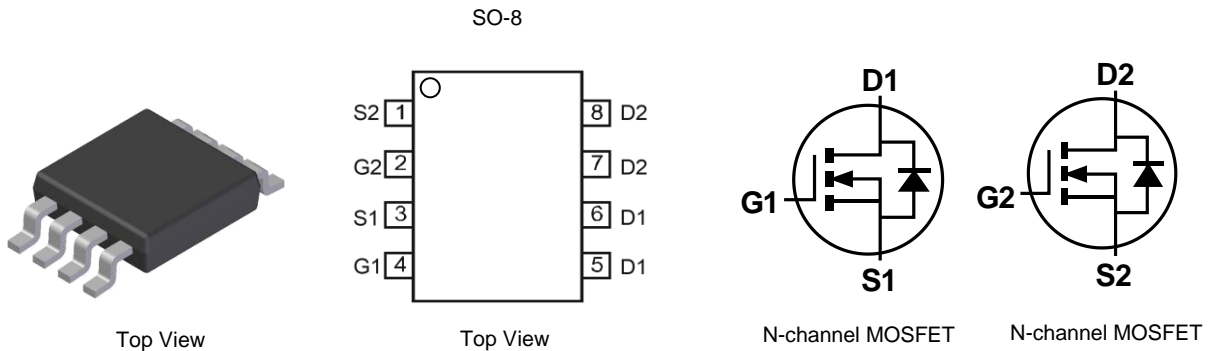 SO-8
S2 1 8 D2
G2 2 7 D2
S1 3 6 D1
G1 4 5 D1
D1
G1
S1
D2
G2
S2
Top View
Top View
N-channel MOSFET
N-channel MOSFET